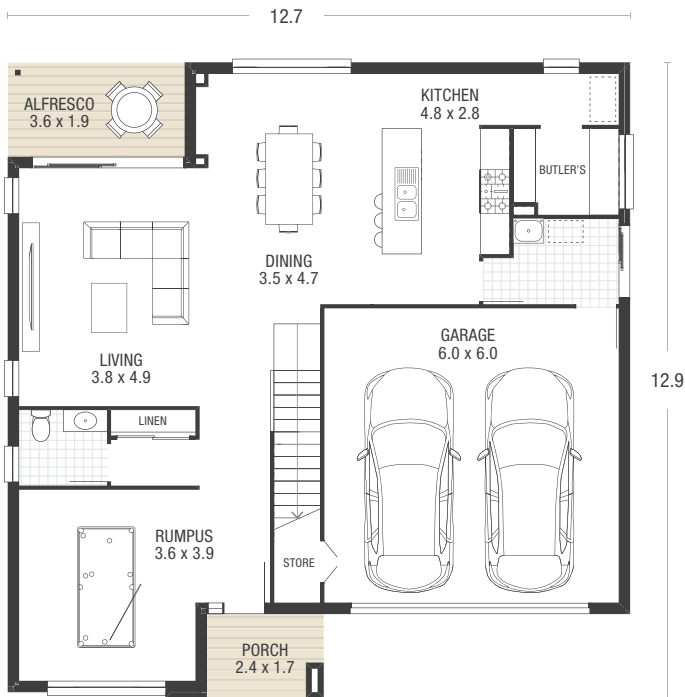 12.7
ALFRESCO
3.6 x 1.9
KITCHEN
4.8 x 2.8
BUTLER'S
DINING
3.5 x 4.7
GARAGE
6.0 x 6.0
LIVING
3.8 x 4.9
12.9
LINEN
RUMPUS
3.6 x 3.9
STORE
PORCH
2.4 x 1.7